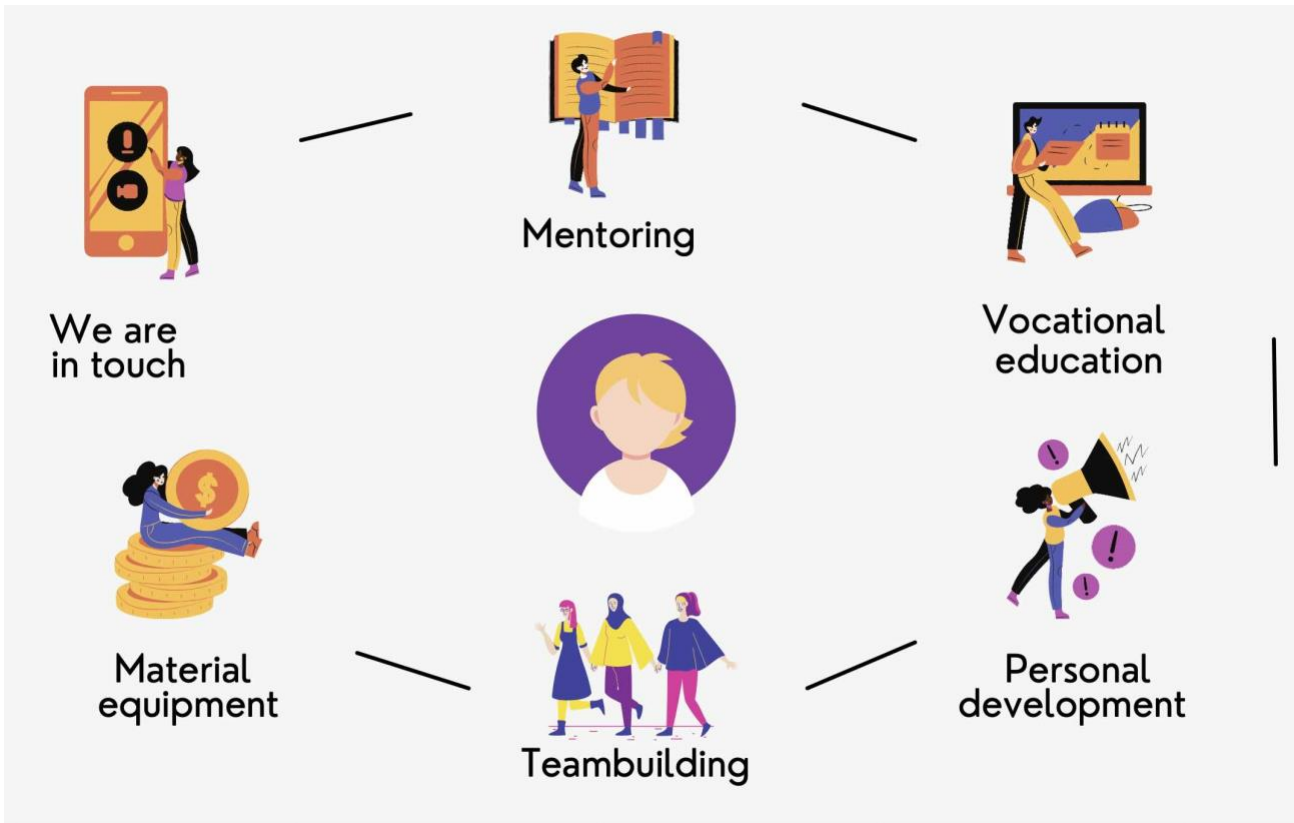 Mentoring
We are
in touch
Vocational
education
Material
equipment
Personal
development
Teambuilding